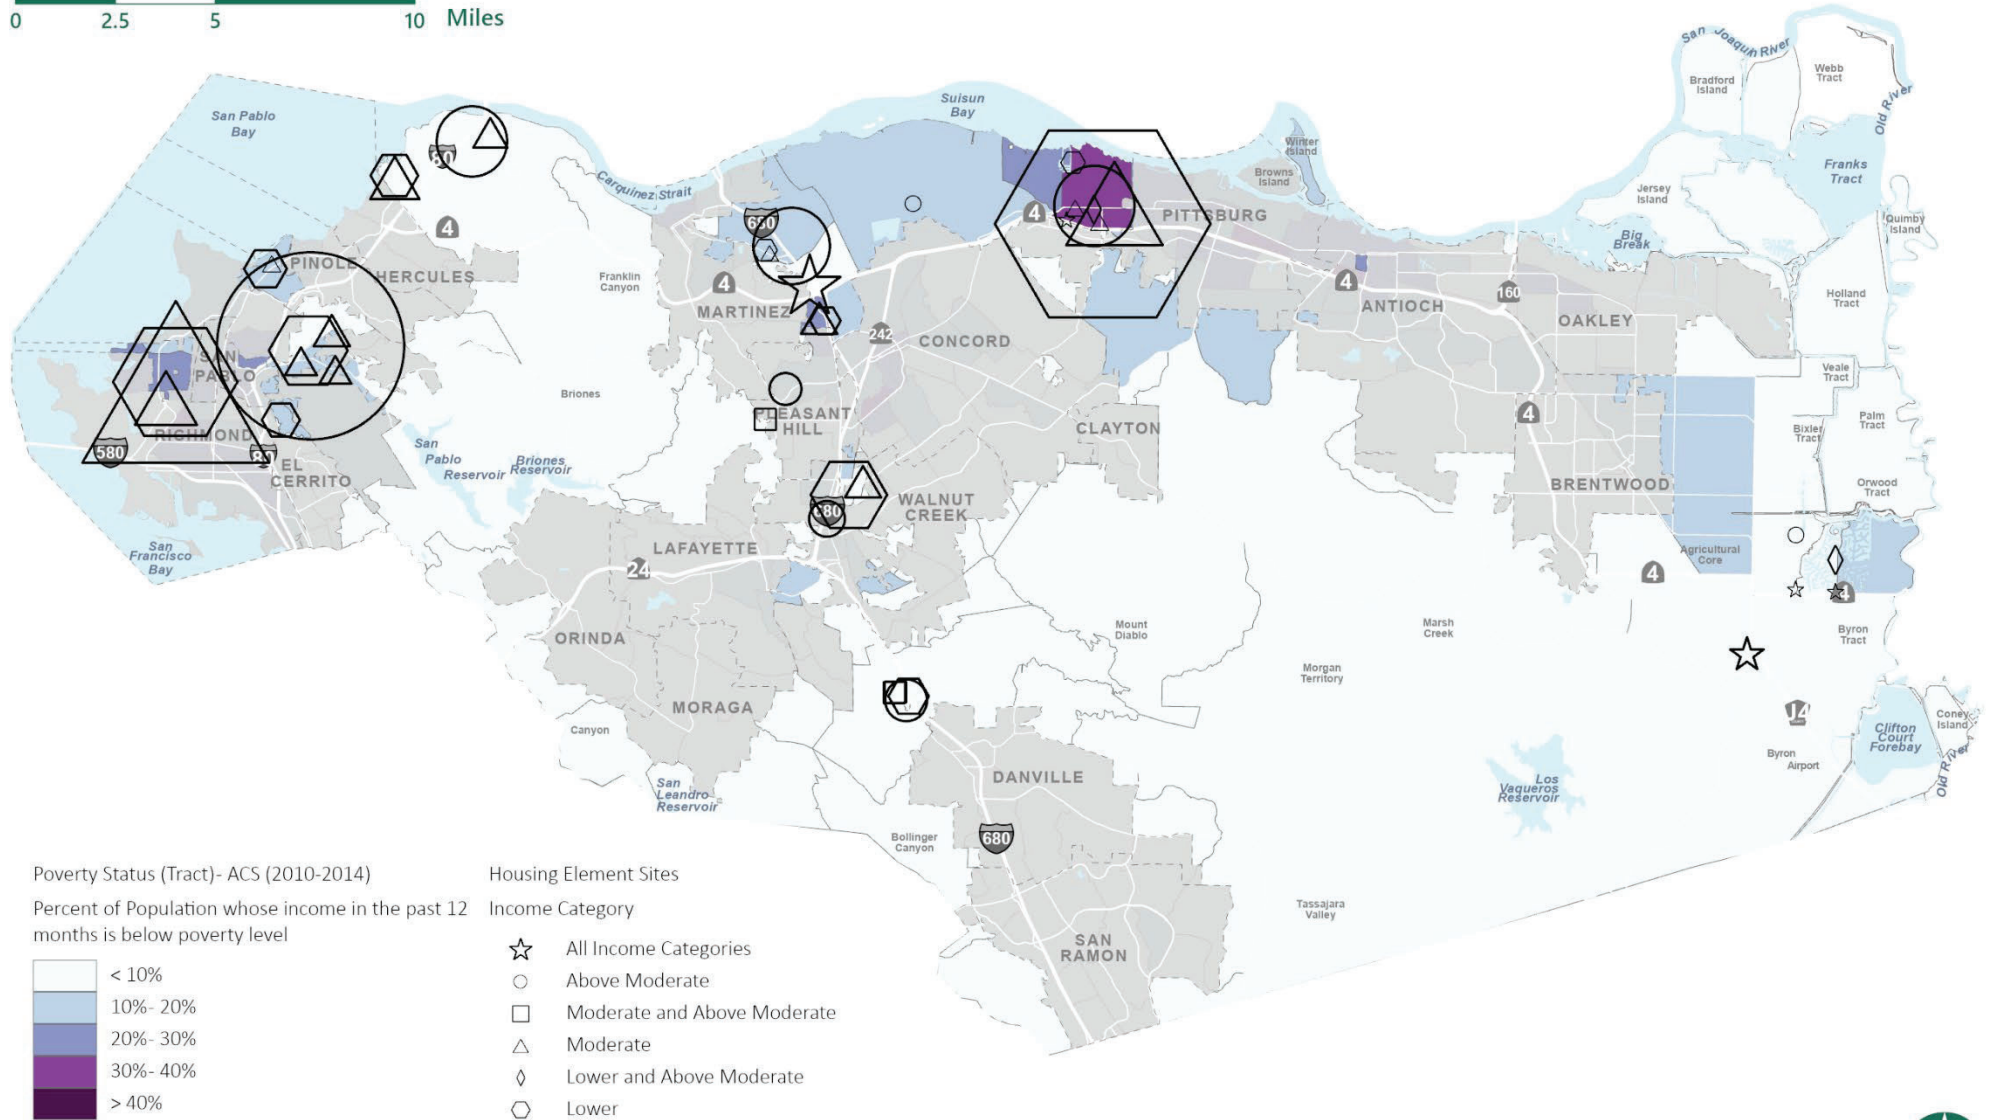 0 2.5 5 10 Miles
San Joaquin River
Webb
Tract
Bradford
Island
Old River
San Pablo
Bay
Suisun
Bay
Winter
Island
Browns
Island
Franks
Tract
Jersey
Island
Quimby
Island
80
Carquinez Strait
4
680
4
PITTSBURG
Big
Break
PINOLE
HERCULES
Franklin
Canyon
4
MARTINEZ
4
ANTIOCH
160
OAKLEY
Holland
Tract
242
CONCORD
SAN
PABLO
Briones
Veale
Tract
PLEASANT
HILL
CLAYTON
4
Palm
Tract
Bixler
Tract
RICHMOND
580
80
EL
CERRITO
San
Pablo
Reservoir
Briones
Reservoir
BRENTWOOD
Orwood
Tract
WALNUT
CREEK
680
San
Francisco
Bay
LAFAYETTE
24
Agricultural
Core
4
4
ORINDA
Mount
Diablo
Marsh
Creek
Byron
Tract
Morgan
Territory
MORAGA
Canyon
J4
Clifton
Court
Forebay
Coney
Island
Old River
Byron
Airport
DANVILLE
San
Leandro
Reservoir
Los
Vaqueros
Reservoir
680
Bollinger
Canyon
Tassajara
Valley
SAN
RAMON
Poverty Status (Tract)- ACS (2010-2014)
Percent of Population whose income in the past 12
months is below poverty level
< 10%
10%- 20%
20%- 30%
30%- 40%
> 40%
Housing Element Sites
Income Category
All Income Categories
Above Moderate
Moderate and Above Moderate
Moderate
Lower and Above Moderate
Lower